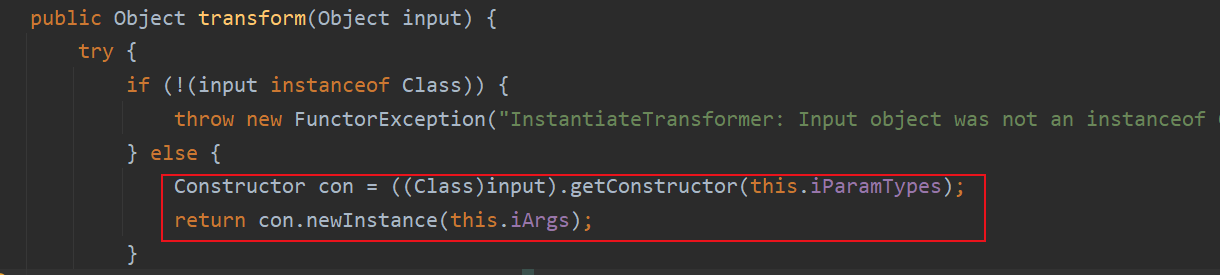 public Object transform(Object input) {
try {
if (!(input instanceof Class)) {
throw new FunctorException("InstantiateTransformer: Input object was not an instanceof
} else {
Constructor con = ((Class)input).getConstructor(this.iParamTypes);
return con.newInstance(this.iArgs);
}